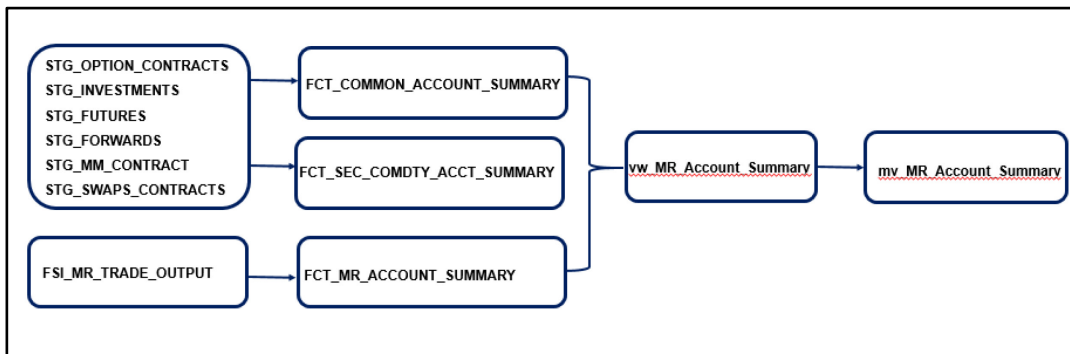 STG_OPTION_CONTRACTS
STG_INVESTMENTS
STG_FUTURES
STG_FORWARDS
STG_MM_CONTRACT
STG_SWAPS_CONTRACTS
FCT_COMMON_ACCOUNT_SUMMARY
FCT_SEC_COMDTY_ACCT_SUMMARY
vw_MR_Account_Summary
mv_MR_Account_Summary
FSI_MR_TRADE_OUTPUT
FCT_MR_ACCOUNT_SUMMARY